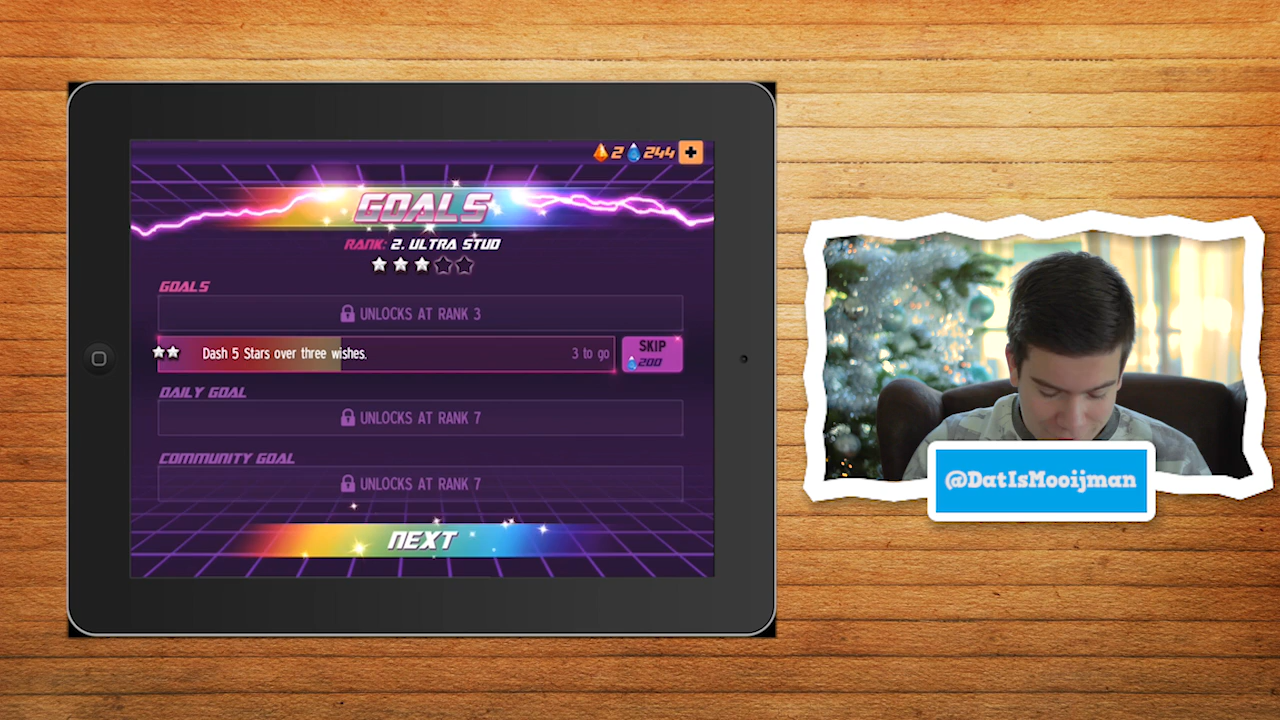 2 244 +
GOALS
RANK: 2. ULTRA STUD
GOALS
UNLOCKS AT RANK 3
Dash 5 Stars over three wishes. 3 to go
SKIP
200
DAILY GOAL
UNLOCKS AT RANK 7
COMMUNITY GOAL
UNLOCKS AT RANK 7
NEXT
@DatIsMooijman